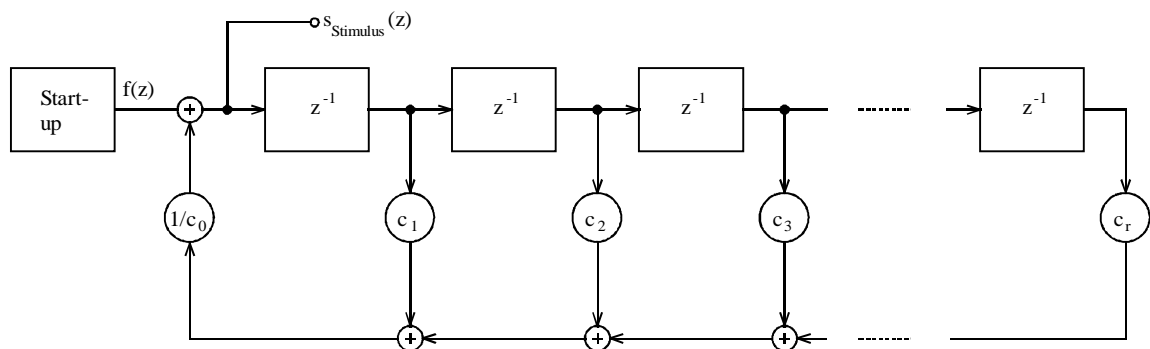 s_Stimulus(z)
Start-
up
f(z)
z^-1
z^-1
z^-1
z^-1
1/c_0
c_1
c_2
c_3
c_r